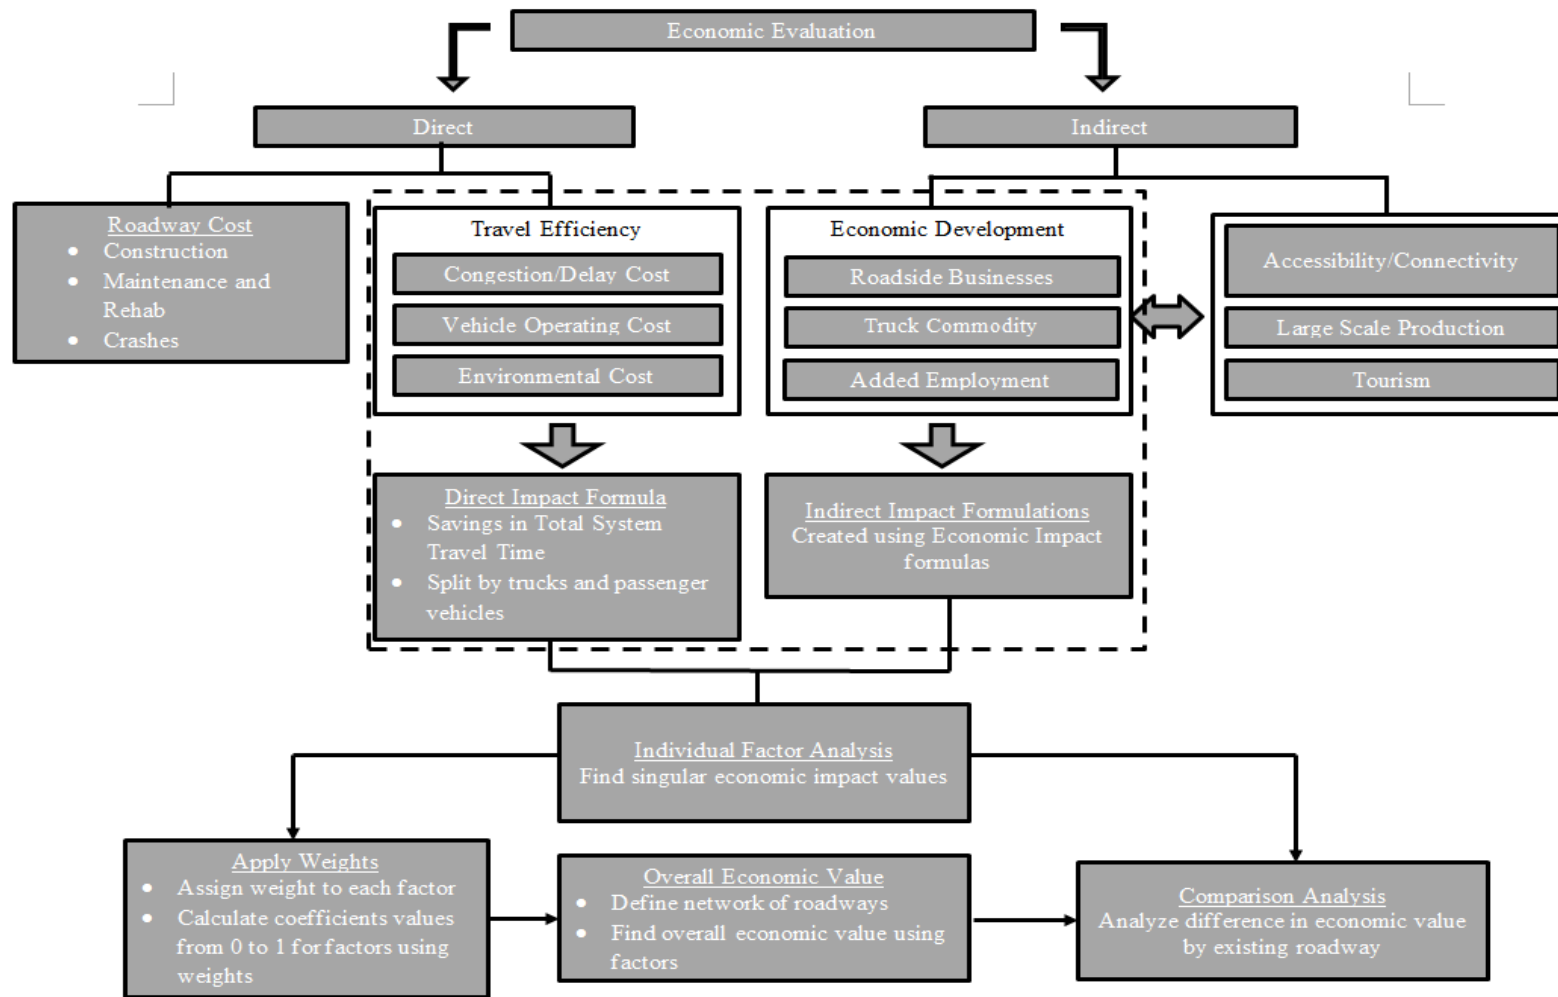 Economic Evaluation
Direct
Indirect
Roadway Cost
• Construction
• Maintenance and
Rehab
• Crashes
Travel Efficiency
Congestion/Delay Cost
Vehicle Operating Cost
Environmental Cost
Economic Development
Roadside Businesses
Truck Commodity
Added Employment
Accessibility/Connectivity
Large Scale Production
Tourism
Direct Impact Formula
• Savings in Total System
Travel Time
• Split by trucks and passenger
vehicles
Indirect Impact Formulations
Created using Economic Impact
formulas
Individual Factor Analysis
Find singular economic impact values
Apply Weights
• Assign weight to each factor
• Calculate coefficients values
from 0 to 1 for factors using
weights
Overall Economic Value
• Define network of roadways
• Find overall economic value using
factors
Comparison Analysis
Analyze difference in economic value
by existing roadway